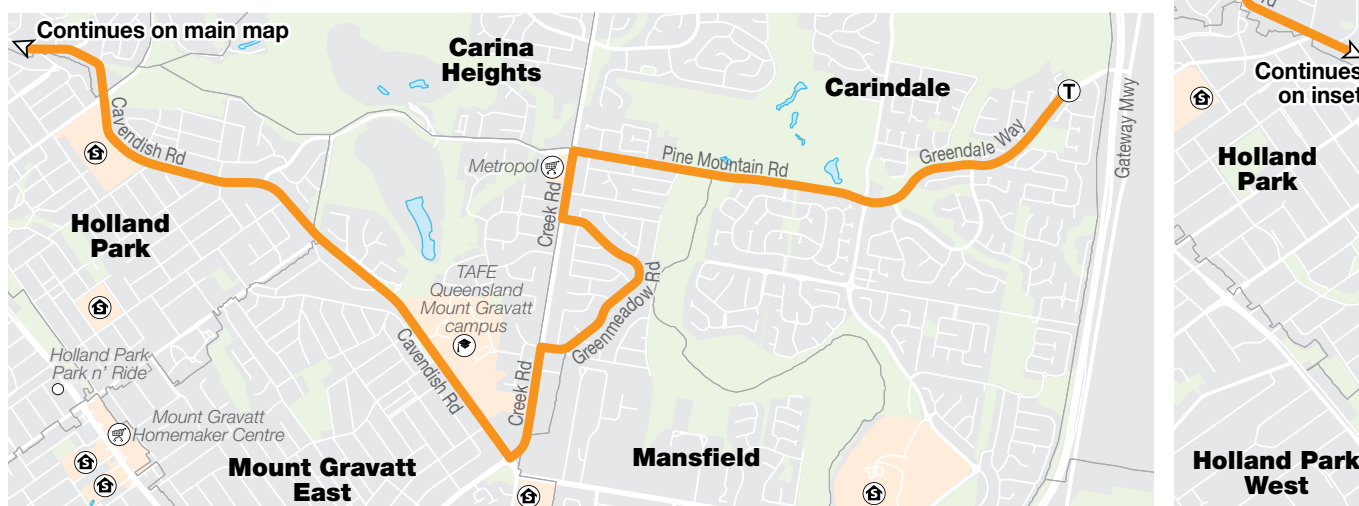 Continues on main map
Carina
Heights
Carindale
T
Gateway Mwy
Cavendish Rd
Metropol
Pine Mountain Rd
Greendale Way
Creek Rd
Holland
Park
TAFE
Queensland
Mount Gravatt
campus
Greenmeadow Rd
Cavendish Rd
Creek Rd
Holland Park
Park n' Ride
Mount Gravatt
Homemaker Centre
Mount Gravatt
East
Mansfield
S
S
S
S
S
S
rd
Continues
on inset
S
Holland
Park
Holland Park
West